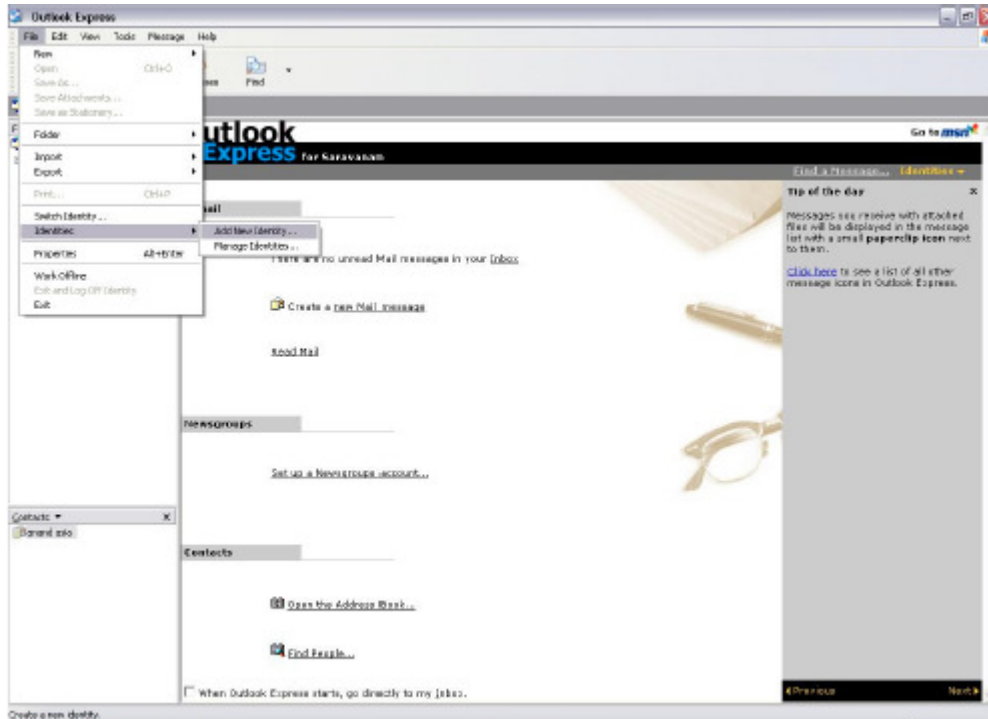 Outlook Express
File Edit View Tools Message Help
New
Open Ctrl+O
Save As...
Save Attachments...
Save as Stationery...
Folder
Import
Export
Print... Ctrl+P
Switch Identity...
Identities
Properties Alt+Enter
Work Offline
Exit and Log Off Identity
Exit
Add New Identity...
Manage Identities...
Find
utlook
Express for Saravanam
Go to msn
Find a Message... Identities
ail
There are no unread Mail messages in your Inbox
Create a new Mail message
Read Mail
Newsgroups
Set up a Newsgroups account...
Contacts
Open the Address Book...
Find People...
When Outlook Express starts, go directly to my Inbox.
Tip of the day x
Messages you receive with attached
files will be displayed in the message
list with a small paperclip icon next
to them.
Click here to see a list of all other
message icons in Outlook Express.
Previous Next
Contacts x
Create a new identity.